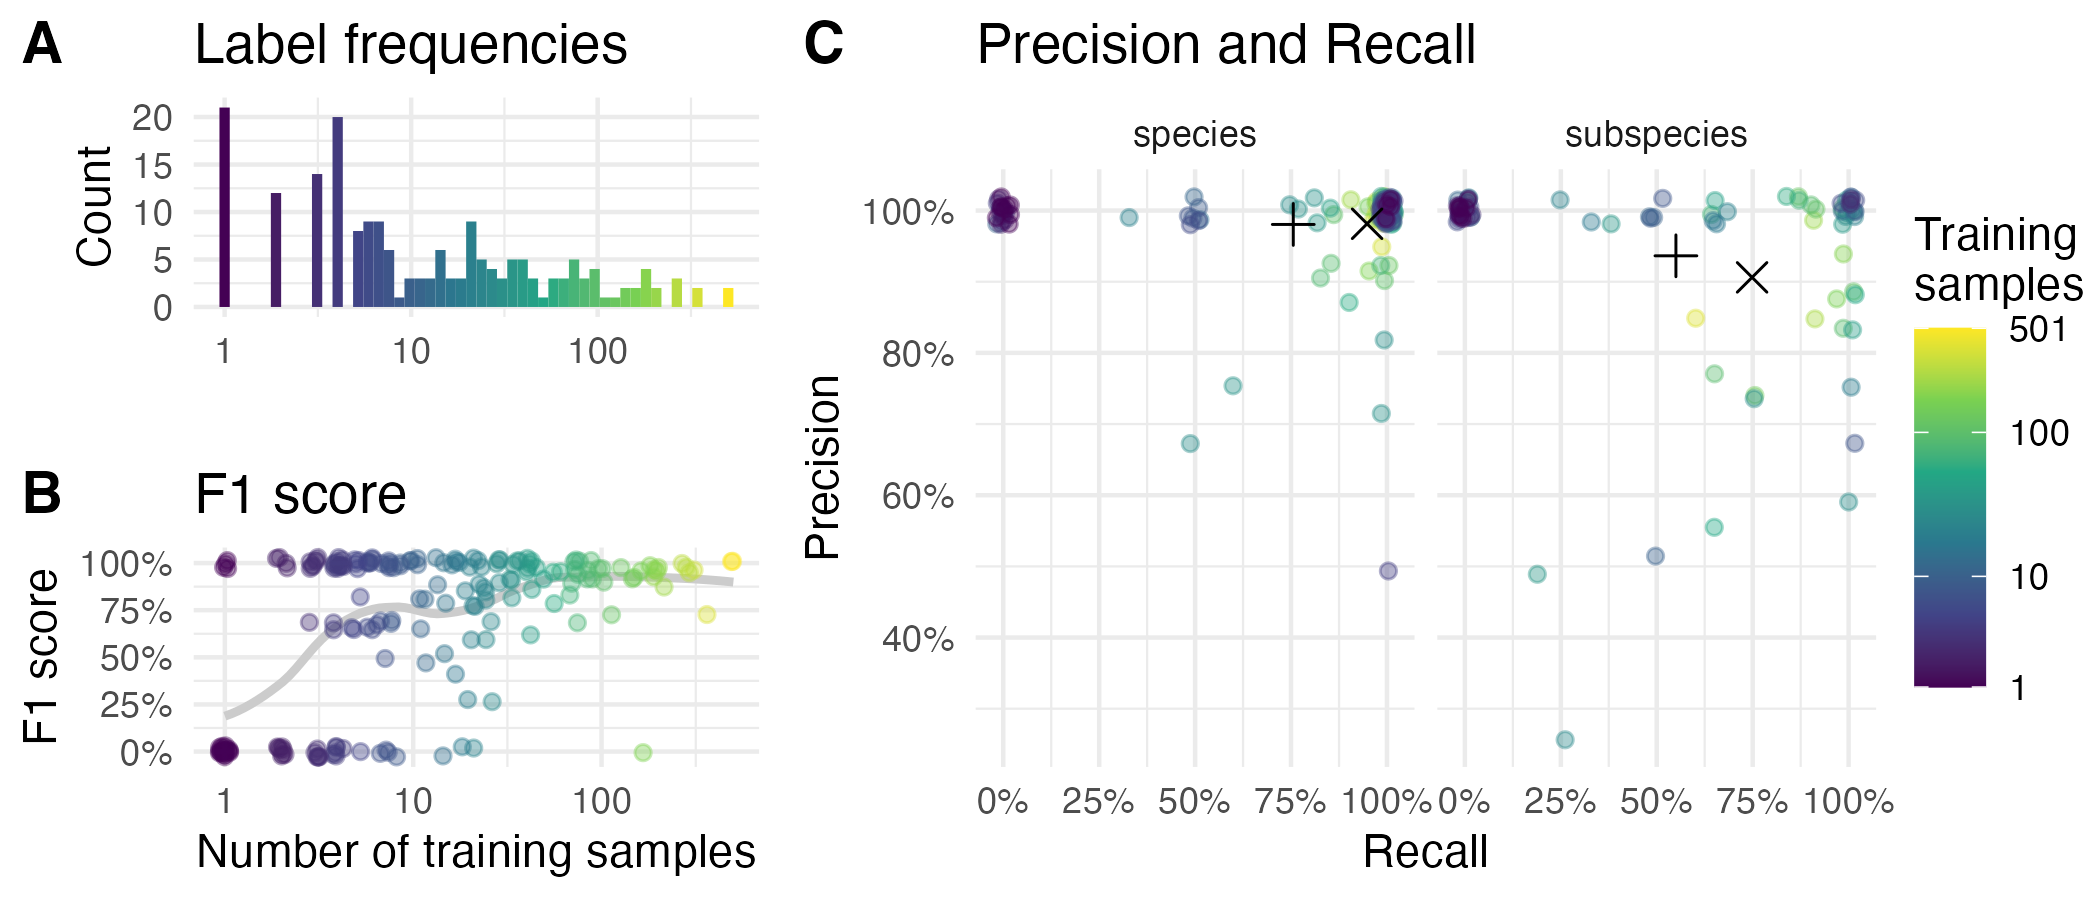 A Label frequencies
Count
20
15
10
5
0
1 10 100
B F1 score
F1 score
100%
75%
50%
25%
0%
1 10 100
Number of training samples
C Precision and Recall
species subspecies
Precision
100%
80%
60%
40%
0% 25% 50% 75% 100% 0% 25% 50% 75% 100%
Recall
Training
samples
501
100
10
1